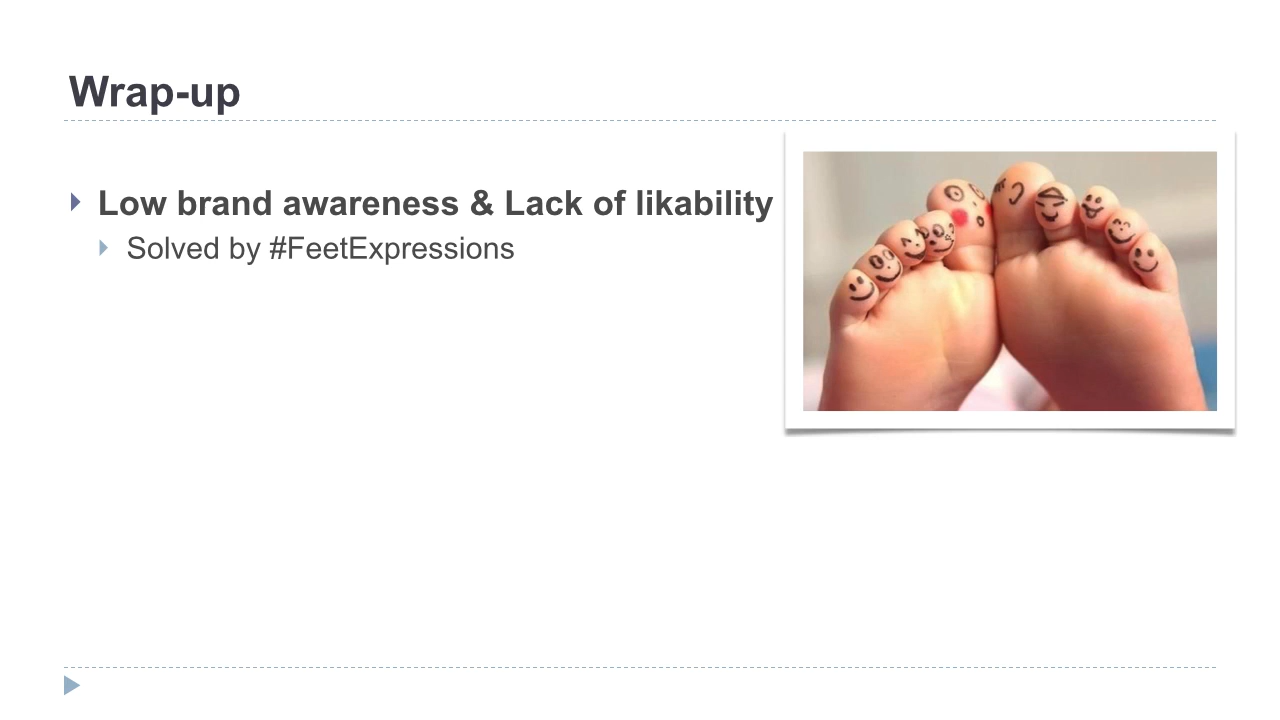 Wrap-up
Low brand awareness & Lack of likability
Solved by #FeetExpressions